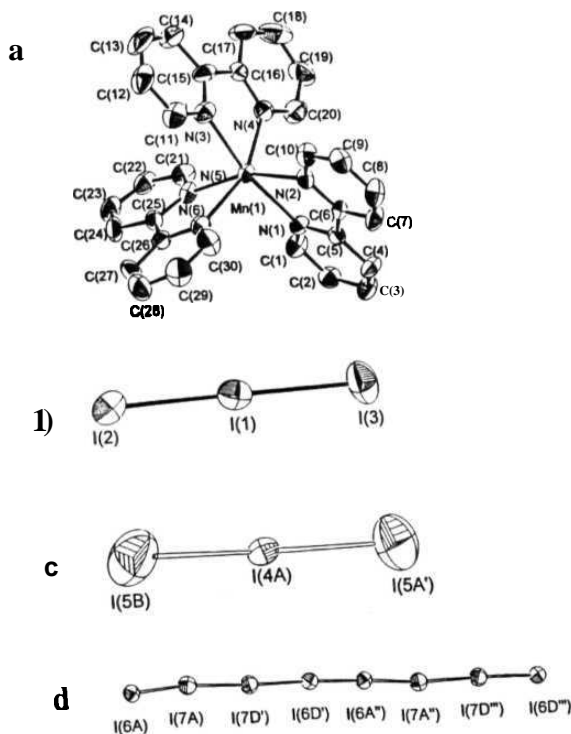 a
C(14)
C(18)
C(13)
C(17)
C(19)
C(15)
C(16)
C(12)
C(20)
C(11)
N(4)
N(3)
C(10)
C(9)
C(21)
C(8)
C(22)
N(5)
N(2)
C(23)
C(25)
N(6)
Mn(1)
C(6)
C(7)
C(24)
C(26)
N(1)
C(5)
C(4)
C(30)
C(1)
C(27)
C(29)
C(2)
C(3)
1)
I(2)
I(1)
I(3)
c
I(5B)
I(4A)
I(5A')
d
I(6A)
I(7A)
I(7D')
I(6D')
I(6A")
I(7A")
I(7D"')
I(6D"')